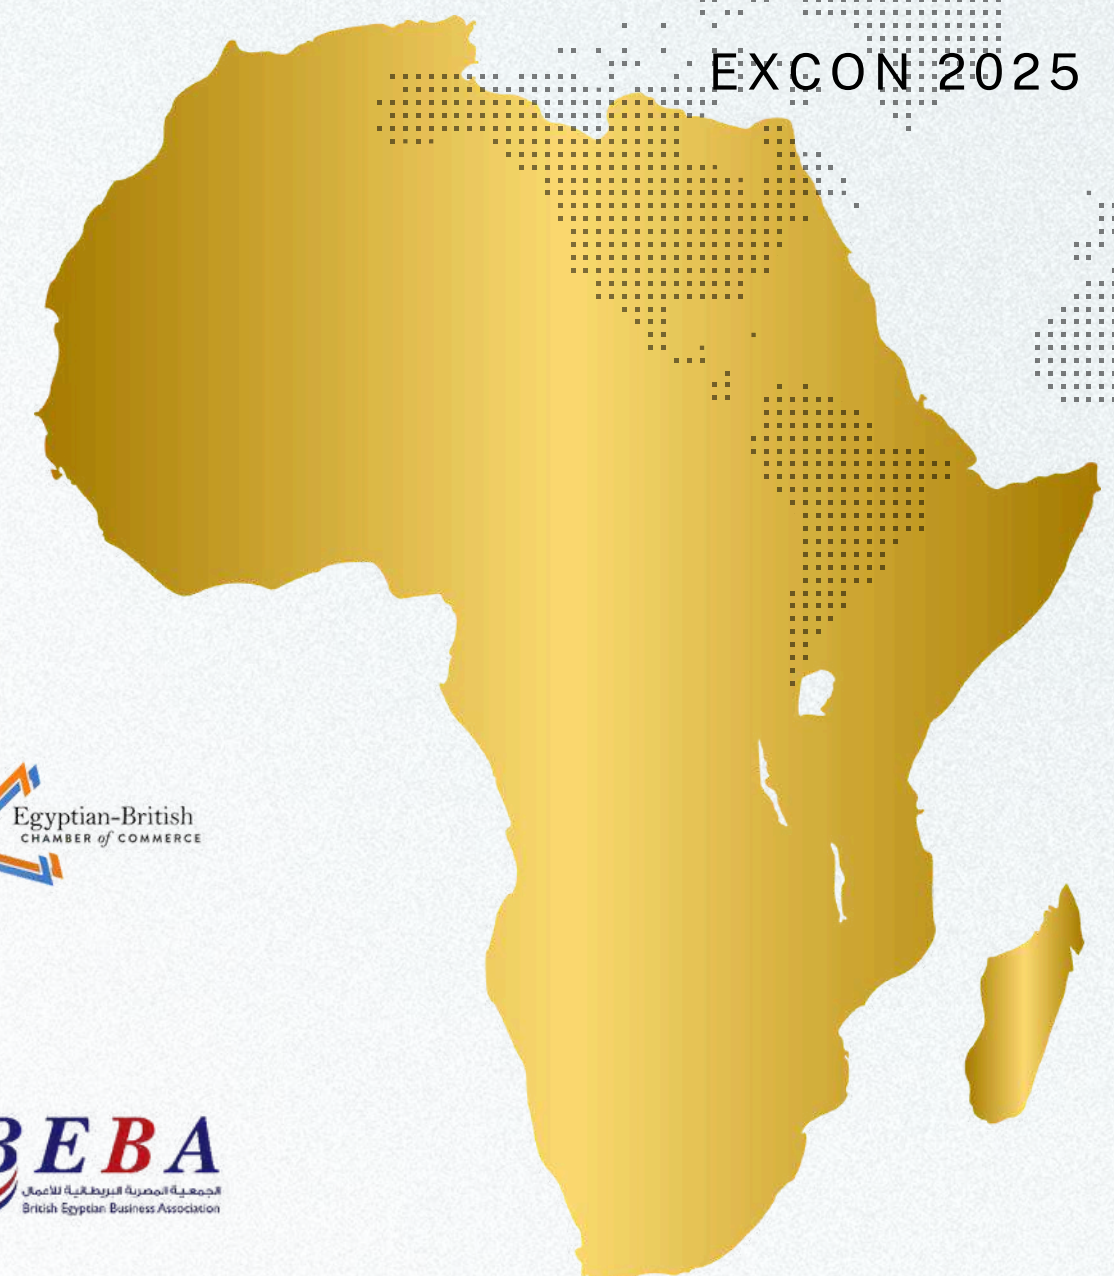 EXCON 2025
Egyptian-British
CHAMBER of COMMERCE
BEBA
الجمعية المصرية البريطانية للأعمال
British Egyptian Business Association